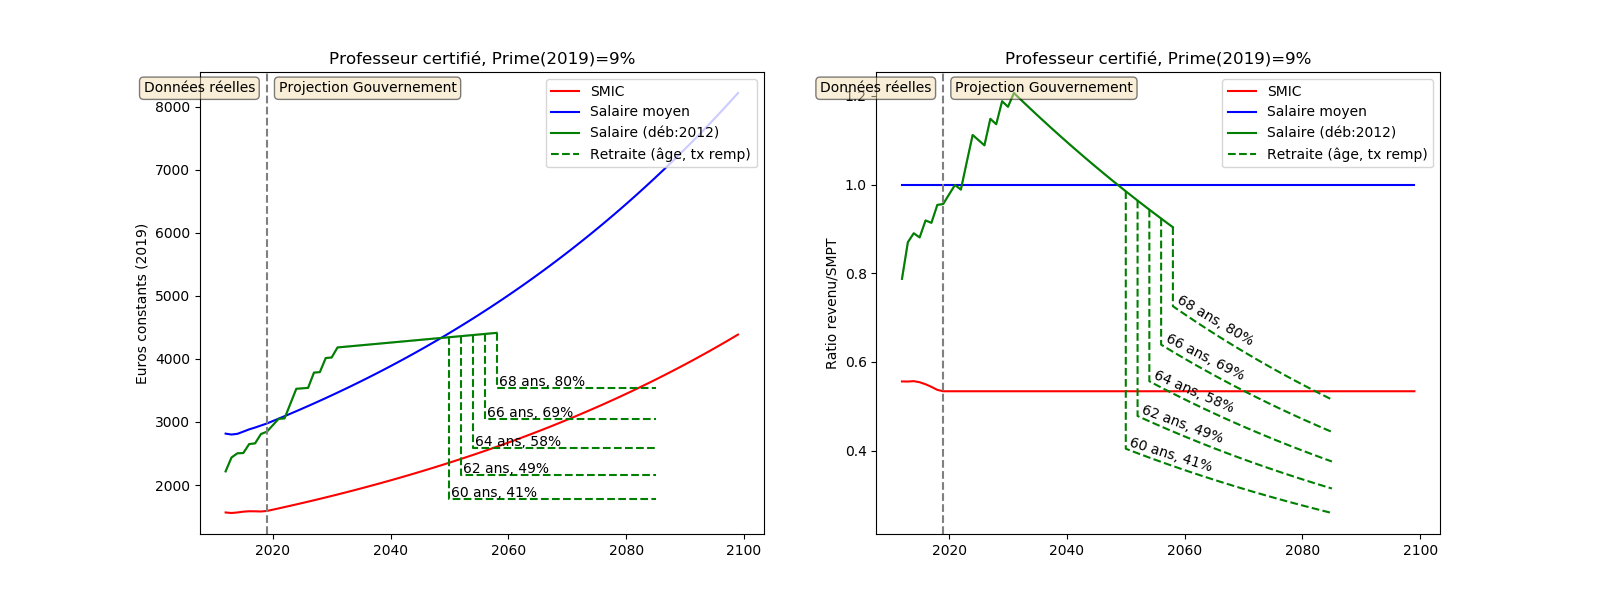 Professeur certifié, Prime(2019)=9%
Données réelles
Projection Gouvernement
SMIC
Salaire moyen
Salaire (déb:2012)
Retraite (âge, tx remp)
Euros constants (2019)
8000
7000
6000
5000
4000
3000
2000
68 ans, 80%
66 ans, 69%
64 ans, 58%
62 ans, 49%
60 ans, 41%
2020
2040
2060
2080
2100
Professeur certifié, Prime(2019)=9%
Données réelles
Projection Gouvernement
SMIC
Salaire moyen
Salaire (déb:2012)
Retraite (âge, tx remp)
Ratio revenu/SMPT
1.2
1.0
0.8
0.6
0.4
68 ans, 80%
66 ans, 69%
64 ans, 58%
62 ans, 49%
60 ans, 41%
2020
2040
2060
2080
2100